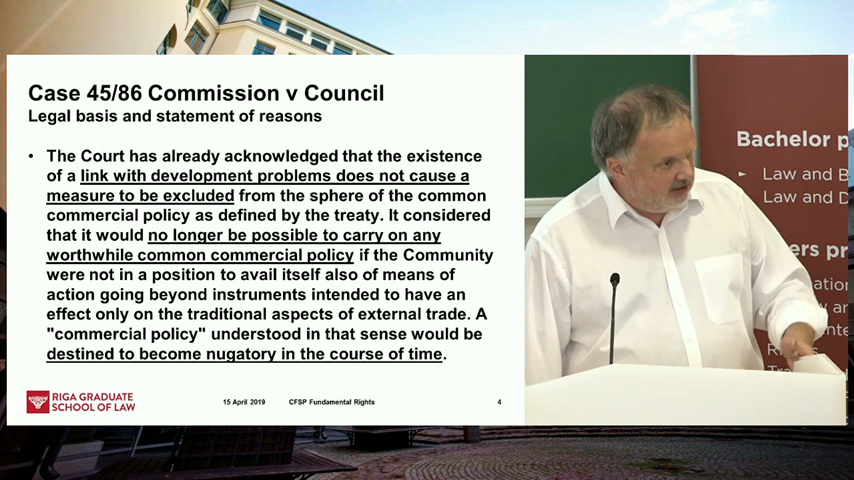 Case 45/86 Commission v Council
Legal basis and statement of reasons
• The Court has already acknowledged that the existence
of a link with development problems does not cause a
measure to be excluded from the sphere of the common
commercial policy as defined by the treaty. It considered
that it would no longer be possible to carry on any
worthwhile common commercial policy if the Community
were not in a position to avail itself also of means of
action going beyond instruments intended to have an
effect only on the traditional aspects of external trade. A
"commercial policy" understood in that sense would be
destined to become nugatory in the course of time.
RIGA GRADUATE
SCHOOL OF LAW
15 April 2019 CFSP Fundamental Rights 4
Bachelor p
► Law and B
Law and D
ers pr